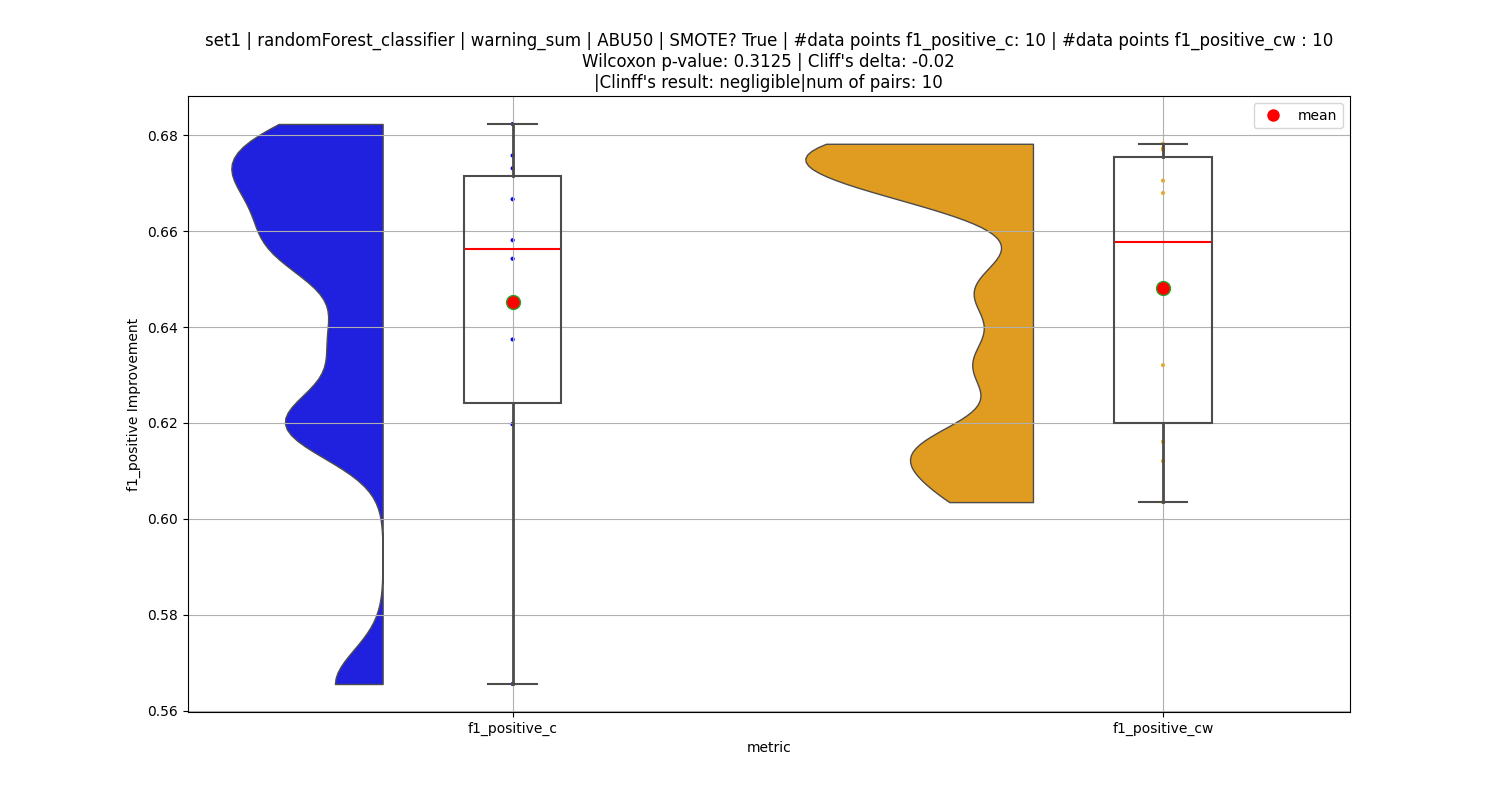 set1 | randomForest_classifier | warning_sum | ABU50 | SMOTE? True | #data points f1_positive_c: 10 | #data points f1_positive_cw : 10
Wilcoxon p-value: 0.3125 | Cliff's delta: -0.02
|Clinff's result: negligible|num of pairs: 10
mean
0.68
0.66
0.64
0.62
0.60
0.58
0.56
f1_positive Improvement
f1_positive_c
f1_positive_cw
metric